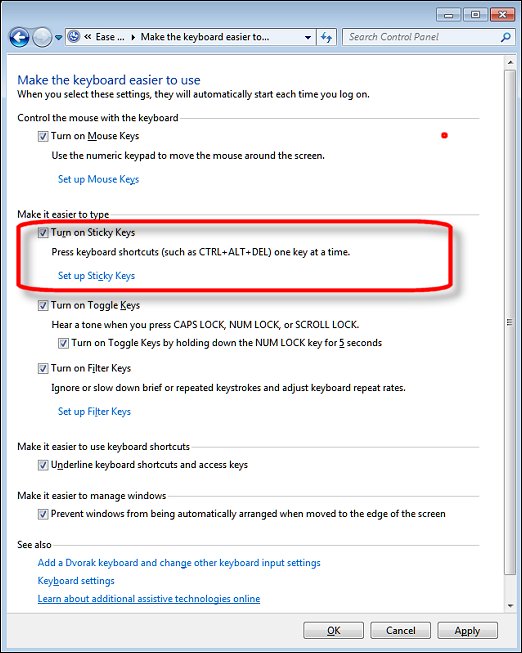 « Ease ... ▸ Make the keyboard easier to...
Search Control Panel
Make the keyboard easier to use
When you select these settings, they will automatically start each time you log on.
Control the mouse with the keyboard
Turn on Mouse Keys
Use the numeric keypad to move the mouse around the screen.
Set up Mouse Keys
Make it easier to type
Turn on Sticky Keys
Press keyboard shortcuts (such as CTRL+ALT+DEL) one key at a time.
Set up Sticky Keys
Turn on Toggle Keys
Hear a tone when you press CAPS LOCK, NUM LOCK, or SCROLL LOCK.
Turn on Toggle Keys by holding down the NUM LOCK key for 5 seconds
Turn on Filter Keys
Ignore or slow down brief or repeated keystrokes and adjust keyboard repeat rates.
Set up Filter Keys
Make it easier to use keyboard shortcuts
Underline keyboard shortcuts and access keys
Make it easier to manage windows
Prevent windows from being automatically arranged when moved to the edge of the screen
See also
Add a Dvorak keyboard and change other keyboard input settings
Keyboard settings
Learn about additional assistive technologies online
OK Cancel Apply